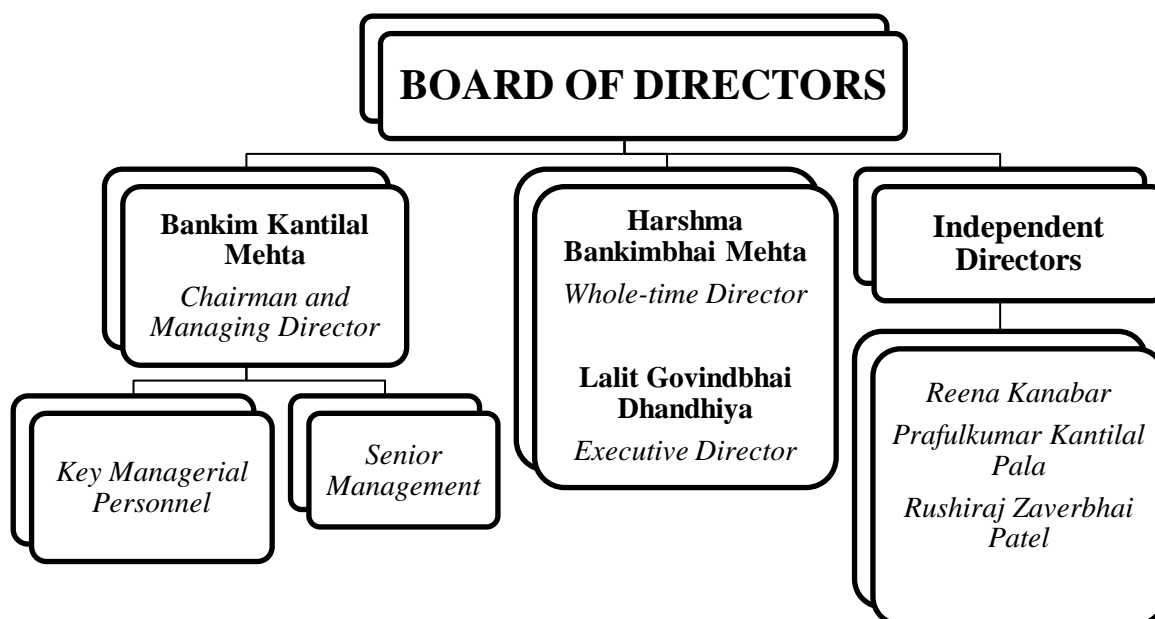 BOARD OF DIRECTORS
Bankim Kantilal
Mehta
Chairman and
Managing Director
Key Managerial
Personnel
Senior
Management
Harshma
Bankimbhai Mehta
Whole-time Director
Lalit Govindbhai
Dhandhiya
Executive Director
Independent
Directors
Reena Kanabar
Prafulkumar Kantilal
Pala
Rushiraj Zaverbhai
Patel